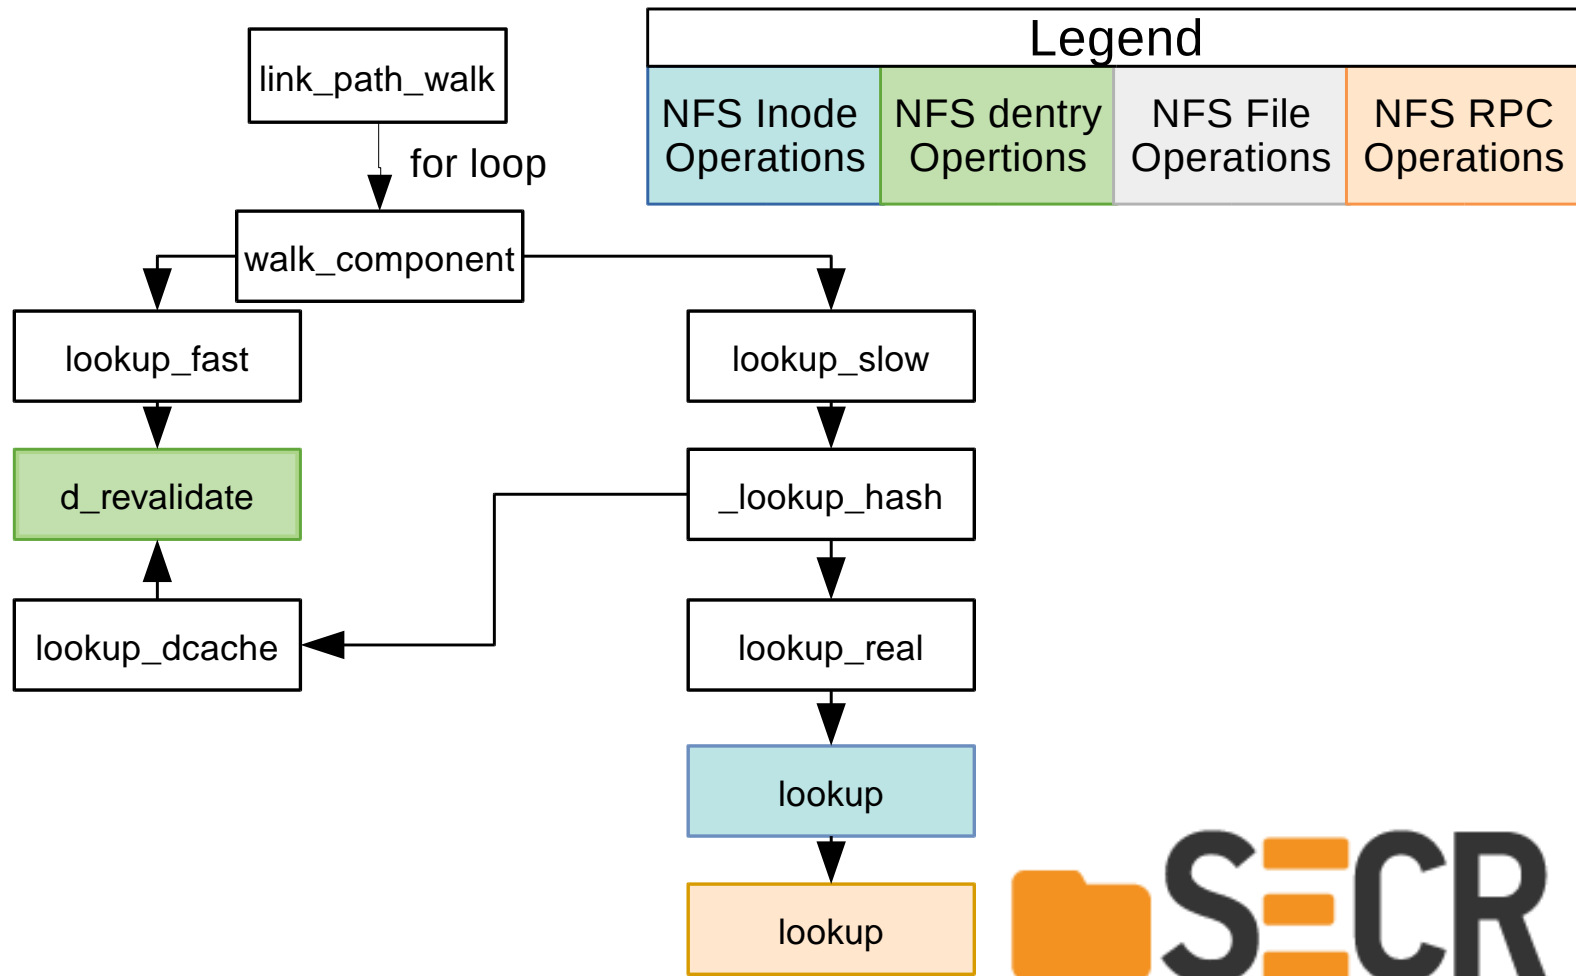 Legend
link_path_walk
NFS Inode
Operations
NFS dentry
Opertions
NFS File
Operations
NFS RPC
Operations
for loop
walk_component
lookup_fast
lookup_slow
d_revalidate
_lookup_hash
lookup_dcache
lookup_real
lookup
lookup
SECR